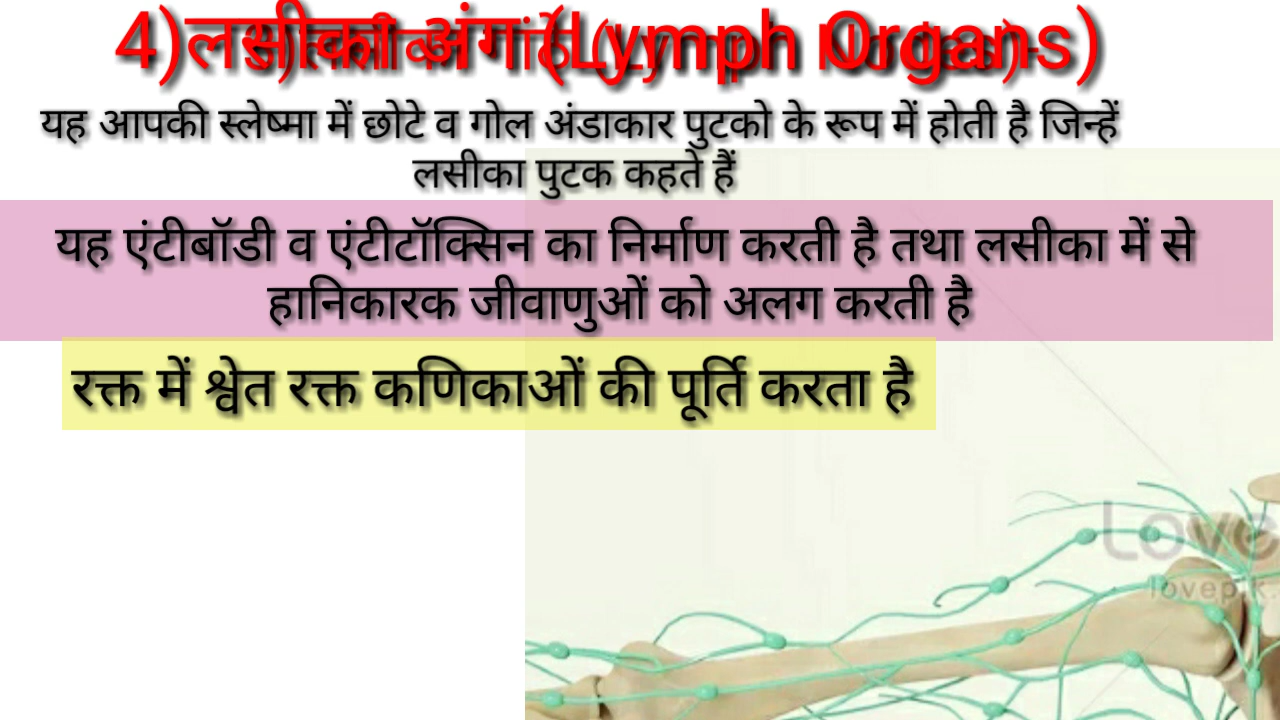 4)लसीका अंग (Lymph Organs)
यह आपकी स्लेष्मा में छोटे व गोल अंडाकार पुटको के रूप में होती है जिन्हें
लसीका पुटक कहते हैं
यह एंटीबॉडी व एंटीटॉक्सिन का निर्माण करती है तथा लसीका में से
हानिकारक जीवाणुओं को अलग करती है
रक्त में श्वेत रक्त कणिकाओं की पूर्ति करता है
Love
lovepik.